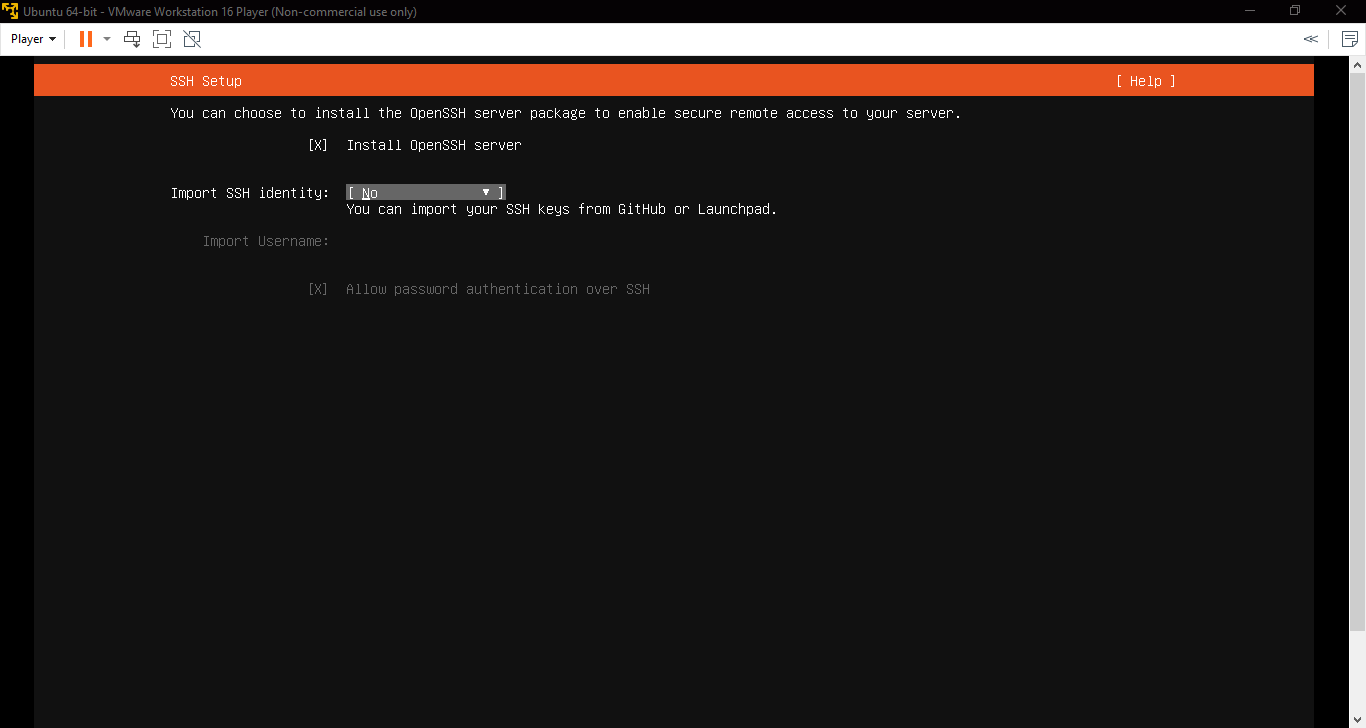 Ubuntu 64-bit - VMware Workstation 16 Player (Non-commercial use only)
Player
SSH Setup [ Help ]
You can choose to install the OpenSSH server package to enable secure remote access to your server.
[X] Install OpenSSH server
Import SSH identity: [ No ▼ ]
You can import your SSH keys from GitHub or Launchpad.
Import Username:
[X] Allow password authentication over SSH